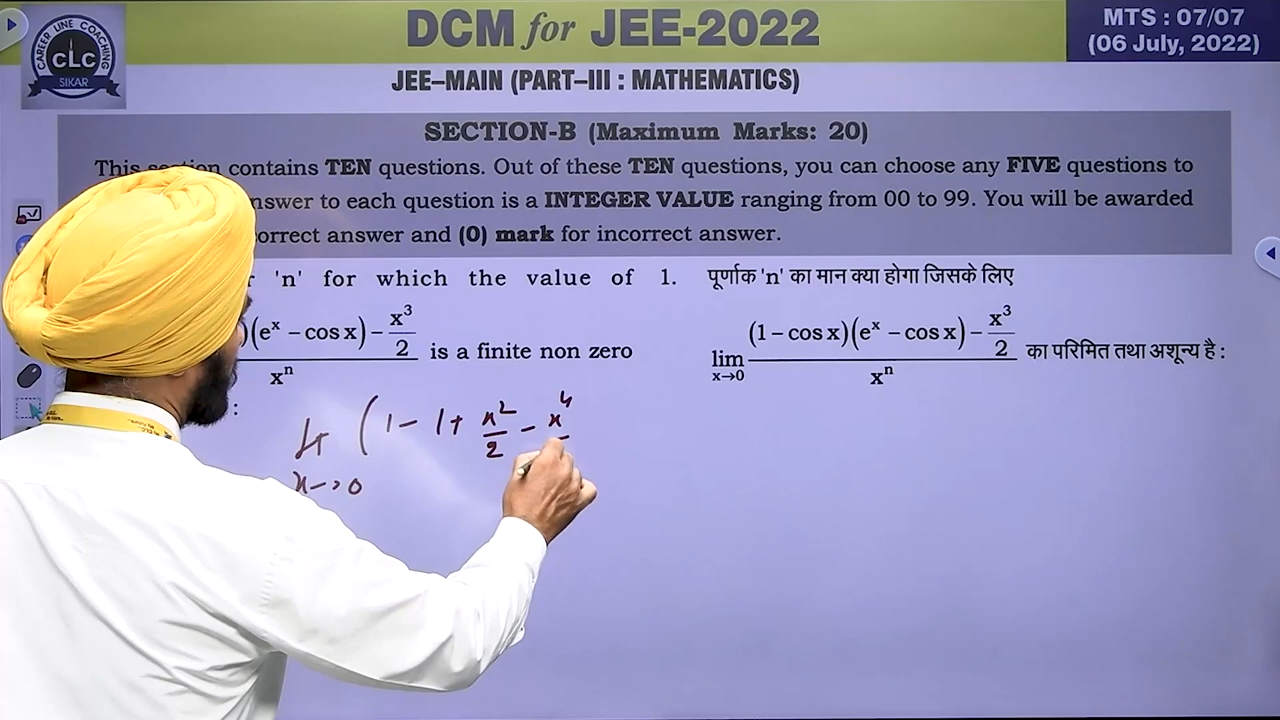 CAREER LINE COACHING
CLC
SIKAR
DCM for JEE-2022
MTS : 07/07
(06 July, 2022)
JEE–MAIN (PART–III : MATHEMATICS)
SECTION-B (Maximum Marks: 20)
This section contains TEN questions. Out of these TEN questions, you can choose any FIVE questions to
nswer to each question is a INTEGER VALUE ranging from 00 to 99. You will be awarded
orrect answer and (0) mark for incorrect answer.
'n' for which the value of
)(e^x – cos x) – x^3/2
x^n
is a finite non zero
:
1. पूर्णाक 'n' का मान क्या होगा जिसके लिए
lim x→0 ((1 – cos x)(e^x – cos x) – x^3/2) / x^n का परिमित तथा अशून्य है :
Lt x→0 (1 – 1 + x^2/2 – x^4